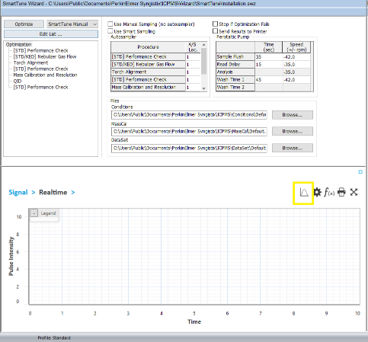 SmartTune Wizard - C:\Users\Public\Documents\PerkinElmer Syngistix\ICPMS\Wizard\SmartTune\Installation.swz
Optimize
SmartTune Manual
Edit List ...
Optimization
[STD] Performance Check
[STD/KED] Nebulizer Gas Flow
Torch Alignment
[STD] Performance Check
Mass Calibration and Resolution
QID
[STD] Performance Check
Use Manual Sampling (no autosampler)
Use Smart Sampling
Stop if Optimization Fails
Send Results to Printer
Autosampler
Procedure
A/S Loc.
[STD] Performance Check 1
[STD/KED] Nebulizer Gas Flow 1
Torch Alignment 1
[STD] Performance Check 1
Mass Calibration and Resolution 1
Peristaltic Pump
Time (sec)
Speed (+/- rpm)
Sample Flush 35 -42.0
Read Delay 15 -35.0
Analysis -35.0
Wash Time 1 45 -42.0
Wash Time 2
Files
Conditions
C:\Users\Public\Documents\PerkinElmer Syngistix\ICPMS\Conditions\Defau
Browse...
MassCal
C:\Users\Public\Documents\PerkinElmer Syngistix\ICPMS\MassCal\Default.
Browse...
DataSet
C:\Users\Public\Documents\PerkinElmer Syngistix\ICPMS\DataSet\Default\
Browse...
Signal > Realtime >
f(x)
Legend
Pulse Intensity
10
8
6
4
2
0
0 1 2 3 4 5 6 7 8 9 10
Time
Profile Standard